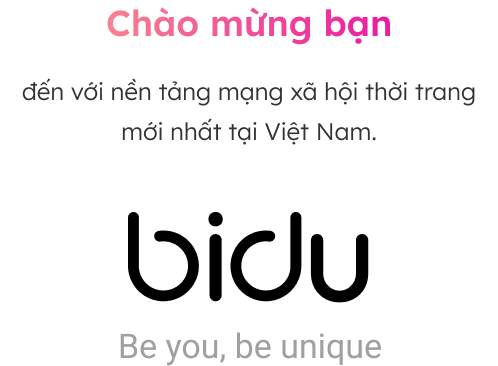 Chào mừng bạn
đến với nền tảng mạng xã hội thời trang
mới nhất tại Việt Nam.
bidu
Be you, be unique